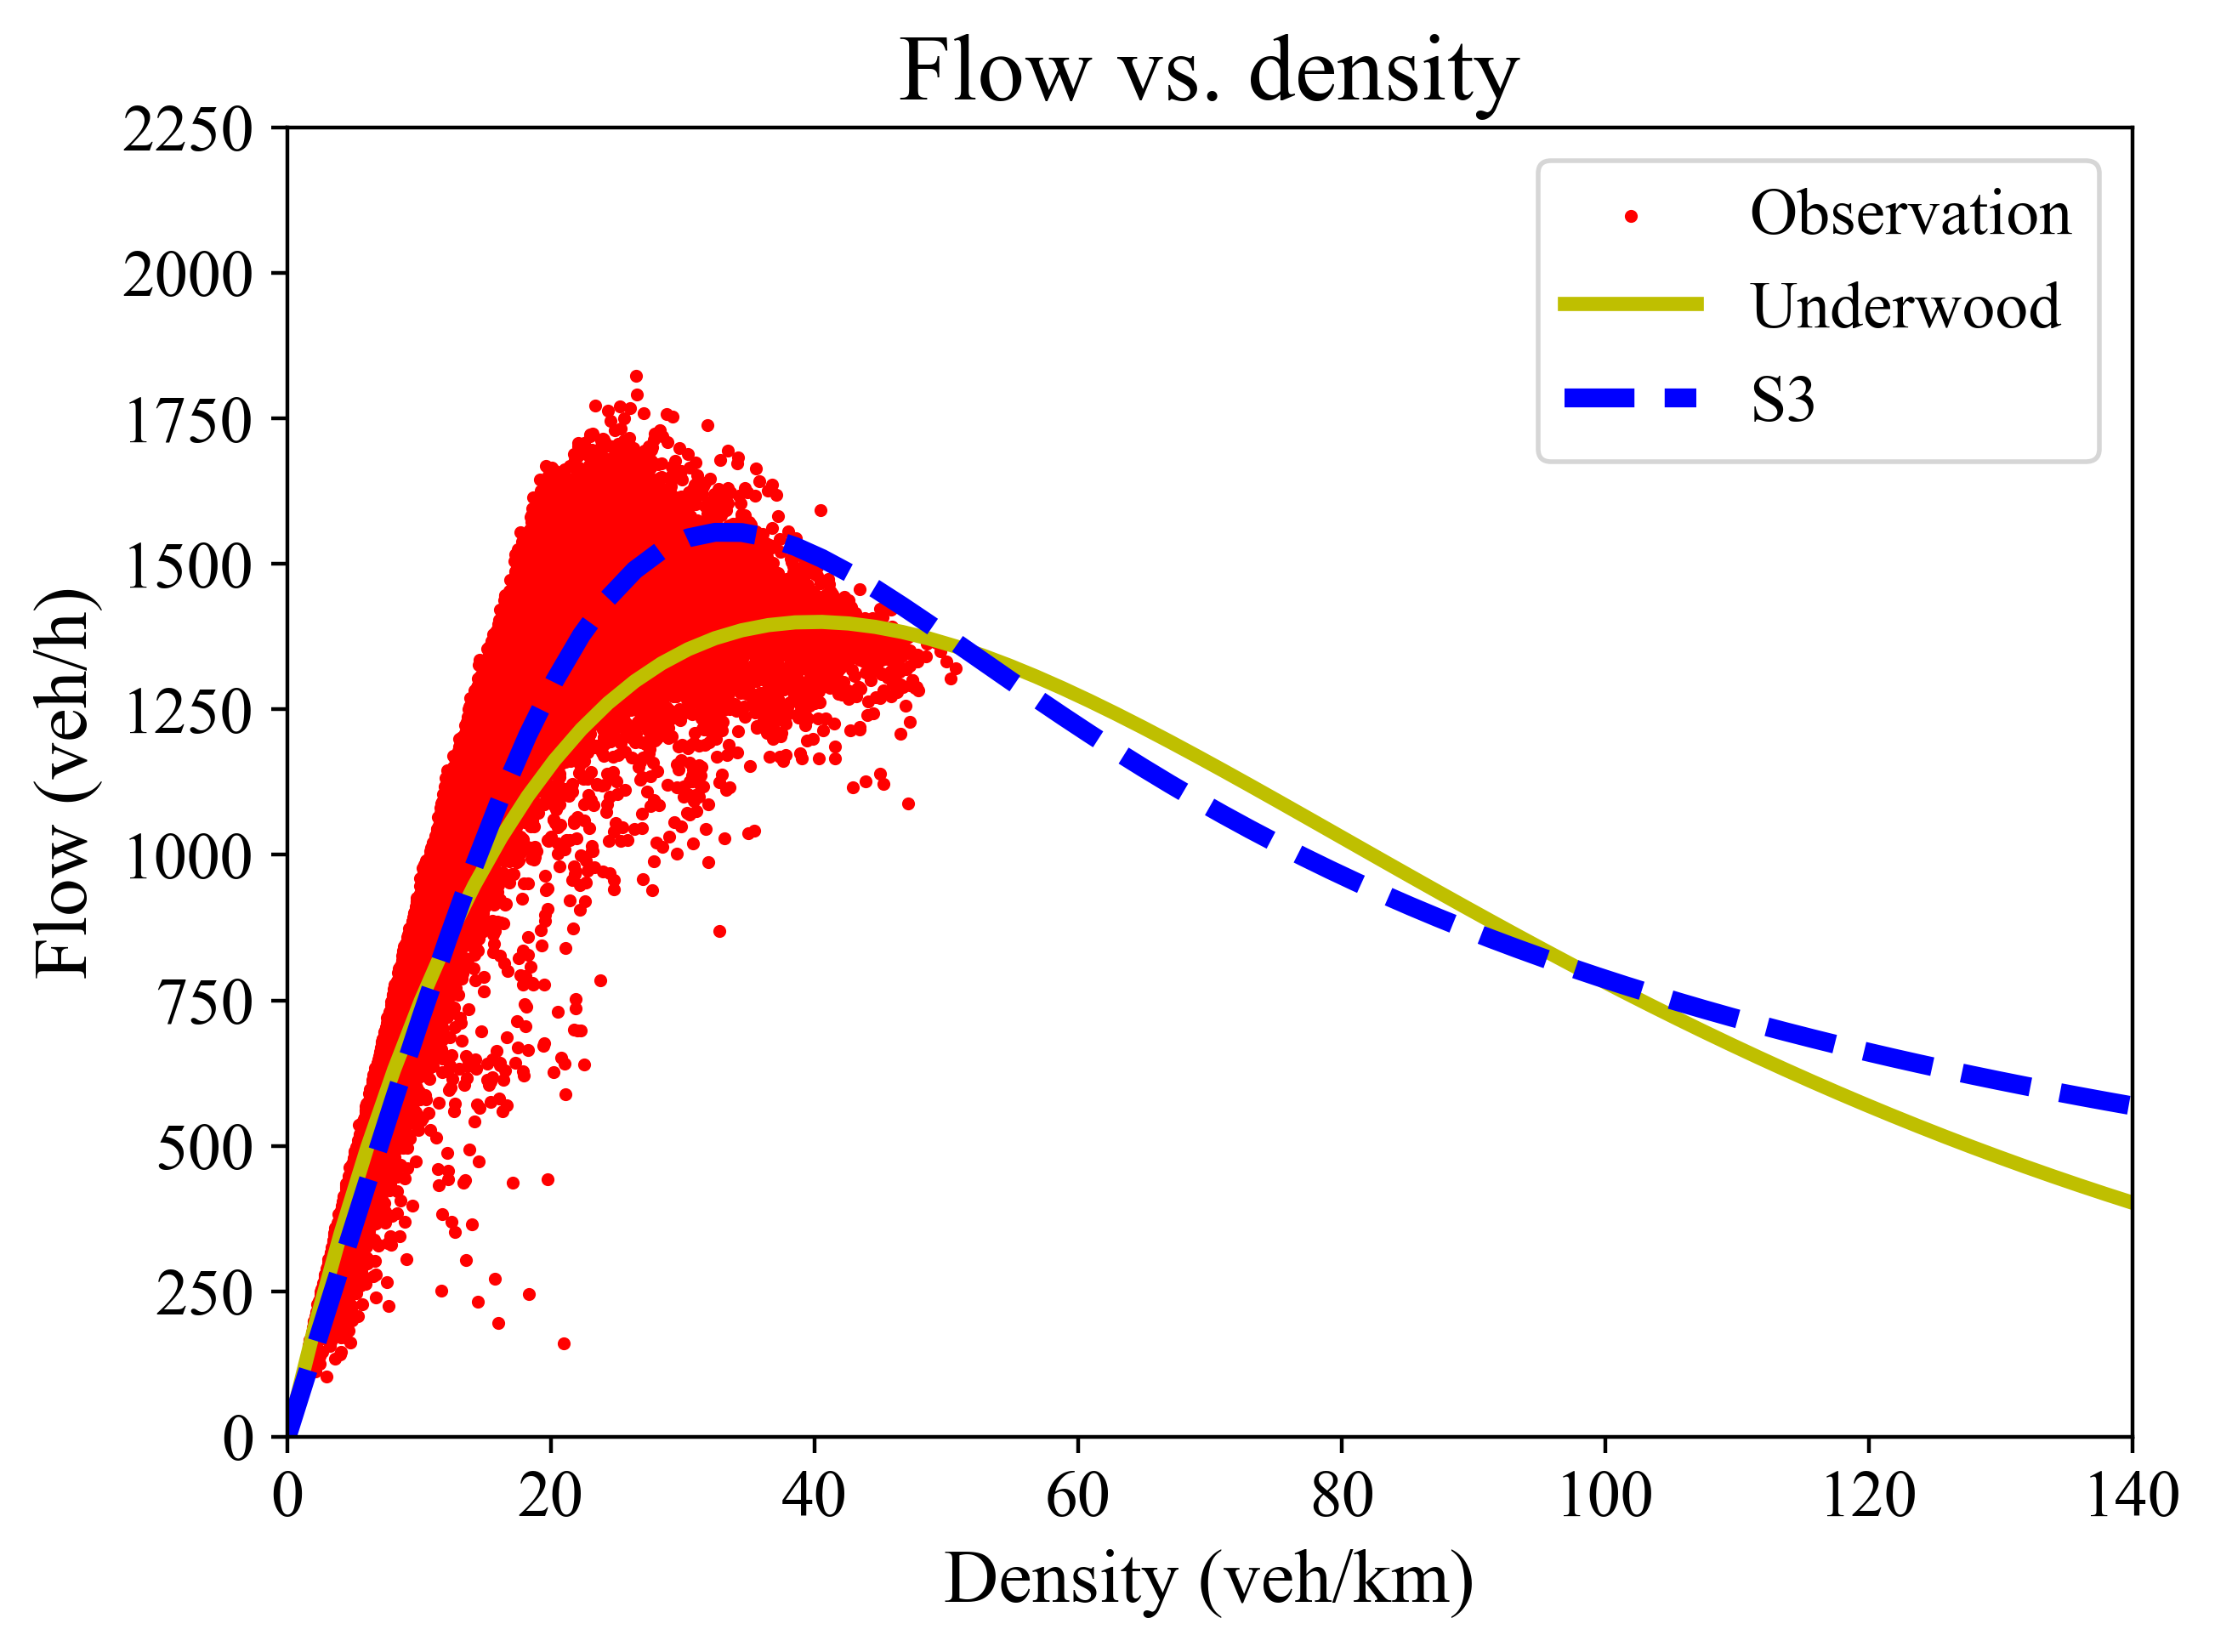 Flow vs. density
2250
2000
1750
1500
1250
1000
750
500
250
0
Flow (veh/h)
Observation
Underwood
S3
0 20 40 60 80 100 120 140
Density (veh/km)